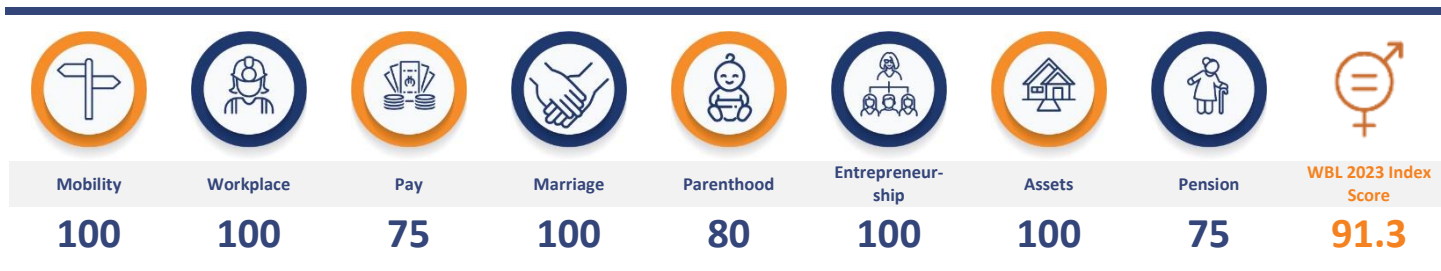 Mobility
Workplace
Pay
Marriage
Parenthood
Entrepreneur-
ship
Assets
Pension
WBL 2023 Index
Score
100
100
75
100
80
100
100
75
91.3